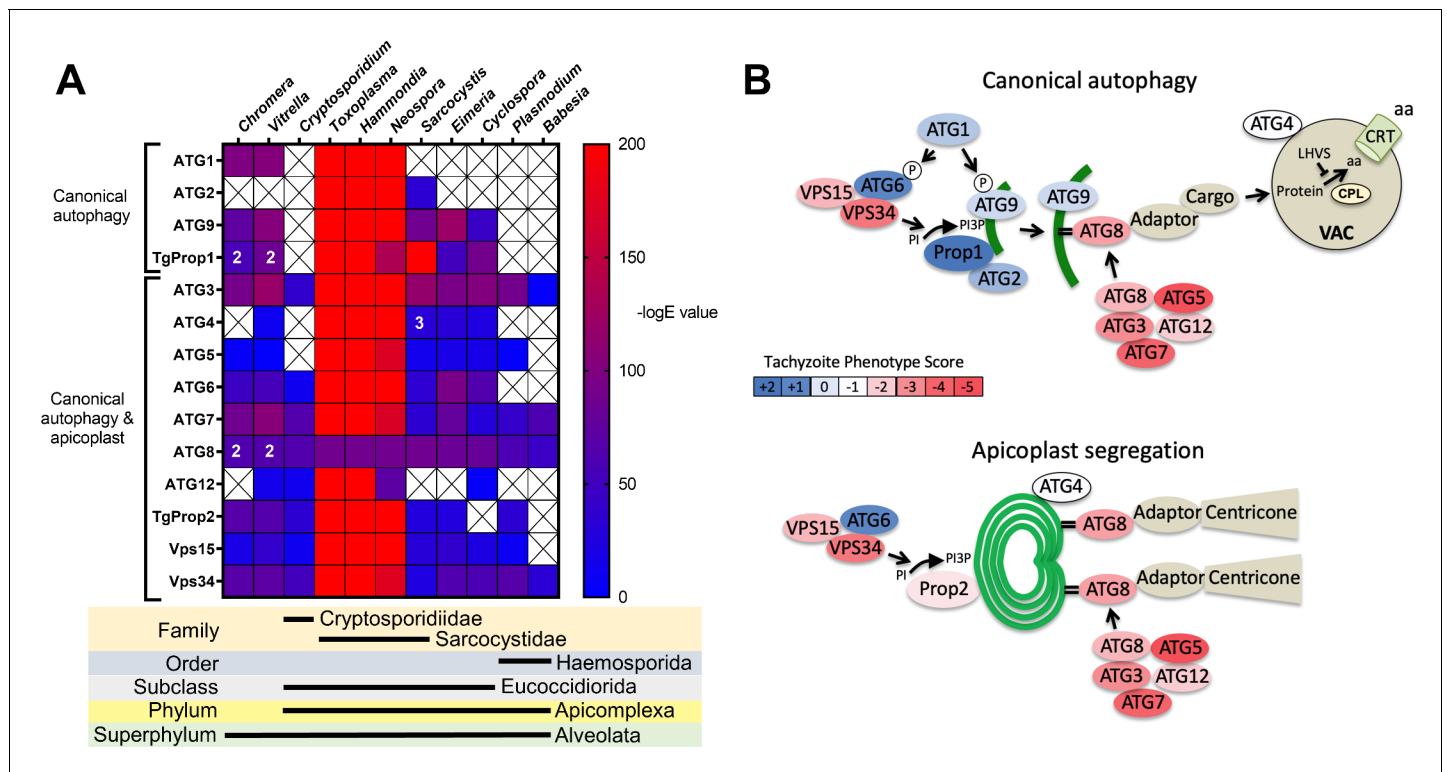 A
Chromera
Vitrella
Cryptosporidium
Toxoplasma
Hammondia
Neospora
Sarcocystis
Eimeria
Cyclospora
Plasmodium
Babesia
Canonical
autophagy
Canonical
autophagy &
apicoplast
ATG1
ATG2
ATG9
TgProp1
2 2
ATG3
ATG4
3
ATG5
ATG6
ATG7
ATG8
2 2
ATG12
TgProp2
Vps15
Vps34
200
150
-logE value
100
50
0
Family
Cryptosporidiidae
Sarcocystidae
Order
Haemosporida
Subclass
Eucoccidiorida
Phylum
Apicomplexa
Superphylum
Alveolata
B
Canonical autophagy
ATG1
P
P
VPS15
ATG6
VPS34
PI
PI3P
ATG9
Prop1
ATG2
ATG9
ATG8
Adaptor
Cargo
ATG4
aa
CRT
LHVS
aa
Protein
CPL
VAC
ATG8
ATG5
ATG3
ATG12
ATG7
Tachyzoite Phenotype Score
+2 +1 0 -1 -2 -3 -4 -5
Apicoplast segregation
ATG4
VPS15
ATG6
VPS34
PI
PI3P
Prop2
ATG8
Adaptor
Centricone
ATG8
Adaptor
Centricone
ATG8
ATG5
ATG3
ATG12
ATG7